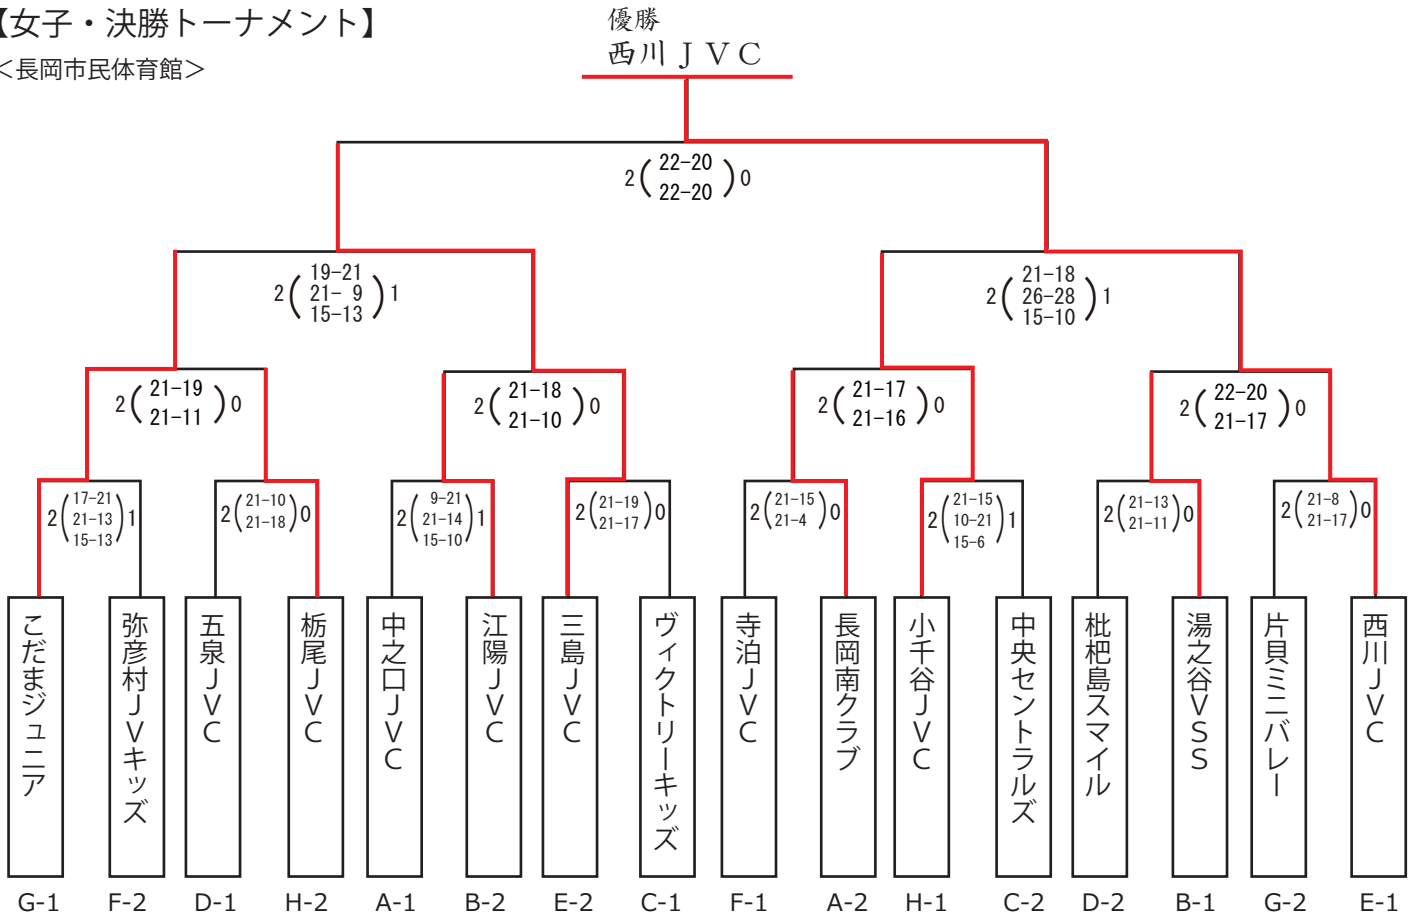 【女子・決勝トーナメント】
＜長岡市民体育館＞
優勝
西川ＪＶＣ
2(22-20 22-20)0
2(19-21 21- 9 15-13)1
2(21-18 26-28 15-10)1
2(21-19 21-11)0
2(21-18 21-10)0
2(21-17 21-16)0
2(22-20 21-17)0
2(17-21 21-13 15-13)1
2(21-10 21-18)0
2(9-21 21-14 15-10)1
2(21-19 21-17)0
2(21-15 21-4)0
2(21-15 10-21 15-6)1
2(21-13 21-11)0
2(21-8 21-17)0
こだまジュニア
弥彦村ＪＶキッズ
五泉ＪＶＣ
栃尾ＪＶＣ
中之口ＪＶＣ
江陽ＪＶＣ
三島ＪＶＣ
ヴィクトリーキッズ
寺泊ＪＶＣ
長岡南クラブ
小千谷ＪＶＣ
中央セントラルズ
枇杷島スマイル
湯之谷ＶＳＳ
片貝ミニバレー
西川ＪＶＣ
G-1 F-2 D-1 H-2 A-1 B-2 E-2 C-1 F-1 A-2 H-1 C-2 D-2 B-1 G-2 E-1